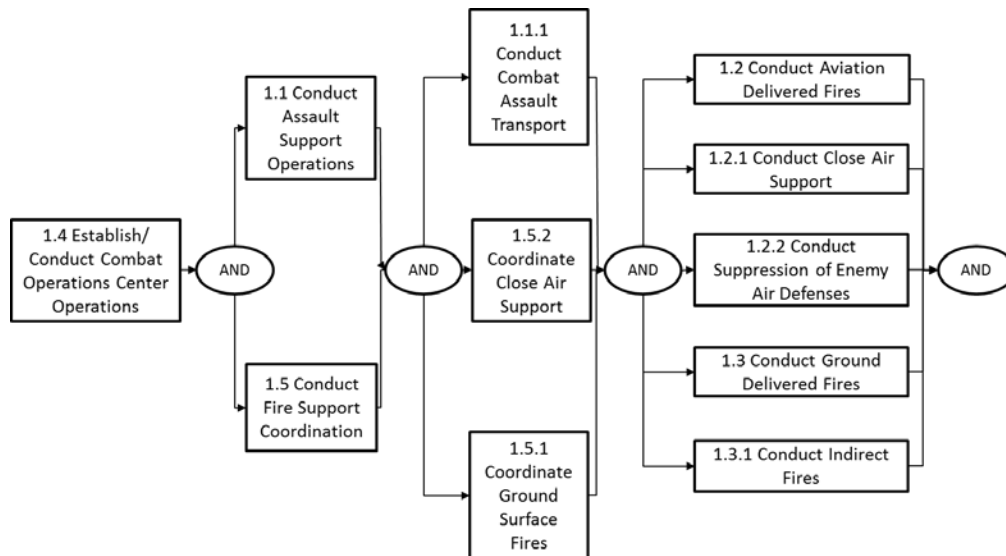 1.4 Establish/
Conduct Combat
Operations Center
Operations
AND
1.1 Conduct
Assault
Support
Operations
1.5 Conduct
Fire Support
Coordination
AND
1.1.1
Conduct
Combat
Assault
Transport
1.5.2
Coordinate
Close Air
Support
1.5.1
Coordinate
Ground
Surface
Fires
AND
1.2 Conduct Aviation
Delivered Fires
1.2.1 Conduct Close Air
Support
1.2.2 Conduct
Suppression of Enemy
Air Defenses
1.3 Conduct Ground
Delivered Fires
1.3.1 Conduct Indirect
Fires
AND